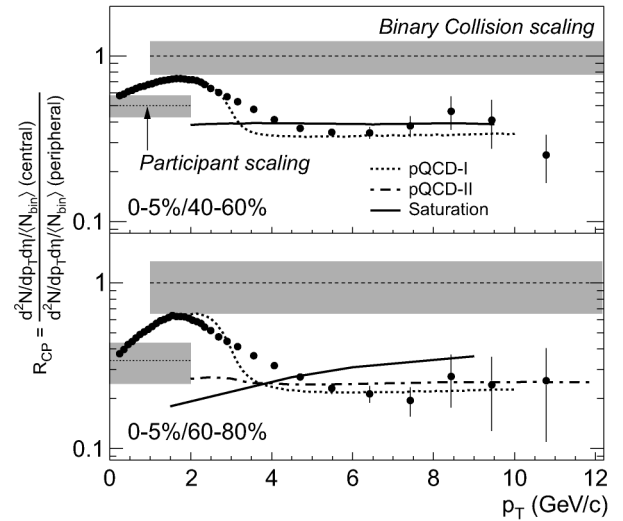 Binary Collision scaling
1
Participant scaling
pQCD-I
pQCD-II
Saturation
0-5%/40-60%
0.1
R_CP = d²N/dp_T dη/⟨N_bin⟩ (central)
d²N/dp_T dη/⟨N_bin⟩ (peripheral)
1
0-5%/60-80%
0.1
0 2 4 6 8 10 12
p_T (GeV/c)